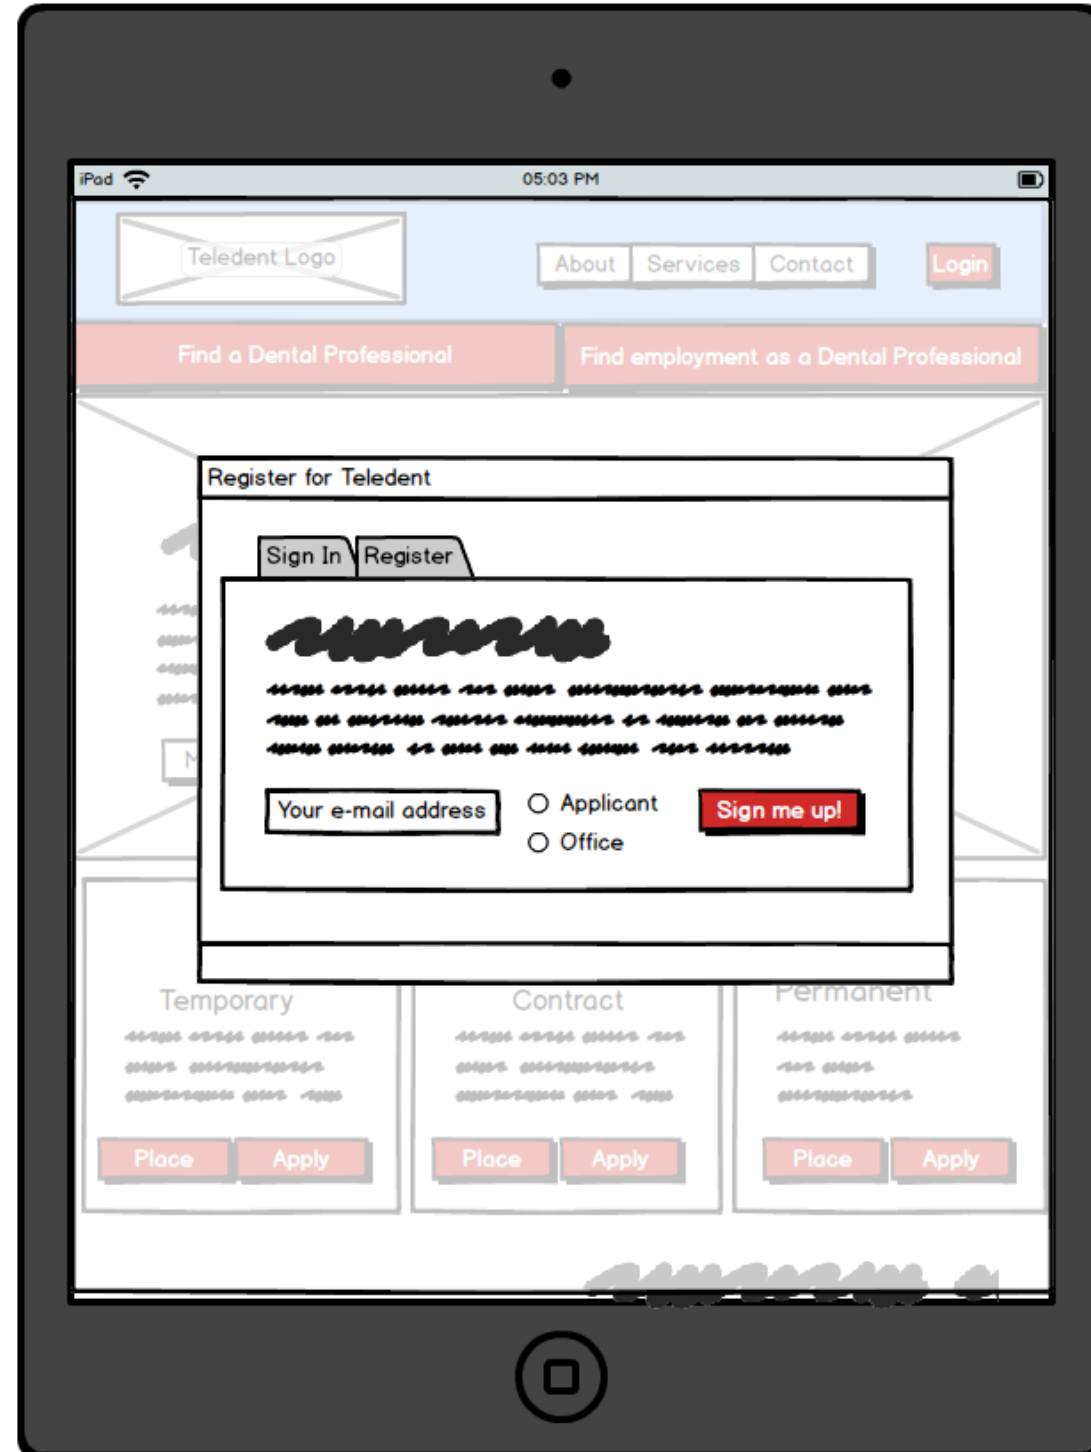 iPad 05:03 PM
Teledent Logo About Services Contact Login
Find a Dental Professional Find employment as a Dental Professional
Register for Teledent
Sign In Register
Your e-mail address Applicant Sign me up!
Office
Temporary Contract Permanent
Place Apply Place Apply Place Apply